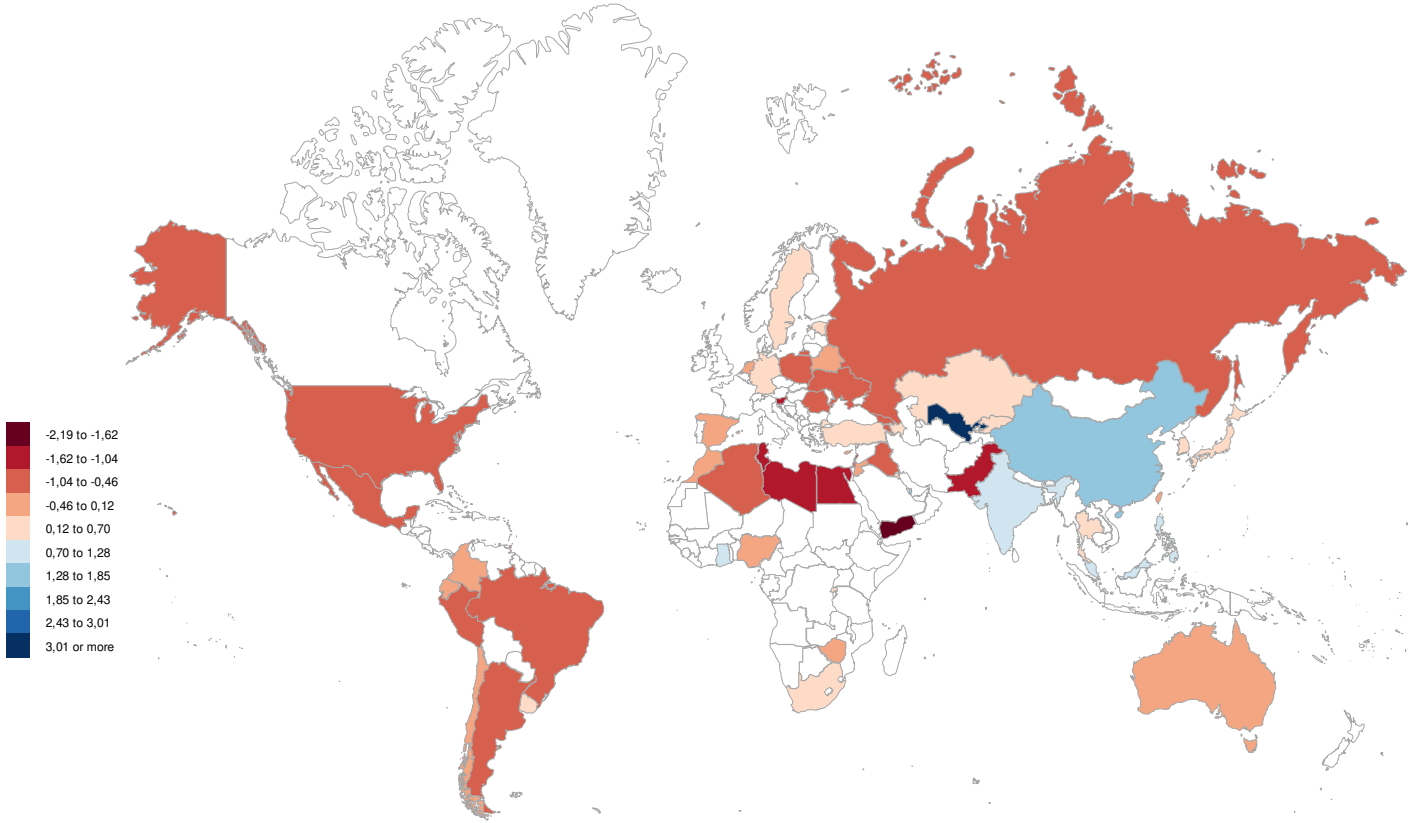 -2,19 to -1,62
-1,62 to -1,04
-1,04 to -0,46
-0,46 to 0,12
0,12 to 0,70
0,70 to 1,28
1,28 to 1,85
1,85 to 2,43
2,43 to 3,01
3,01 or more